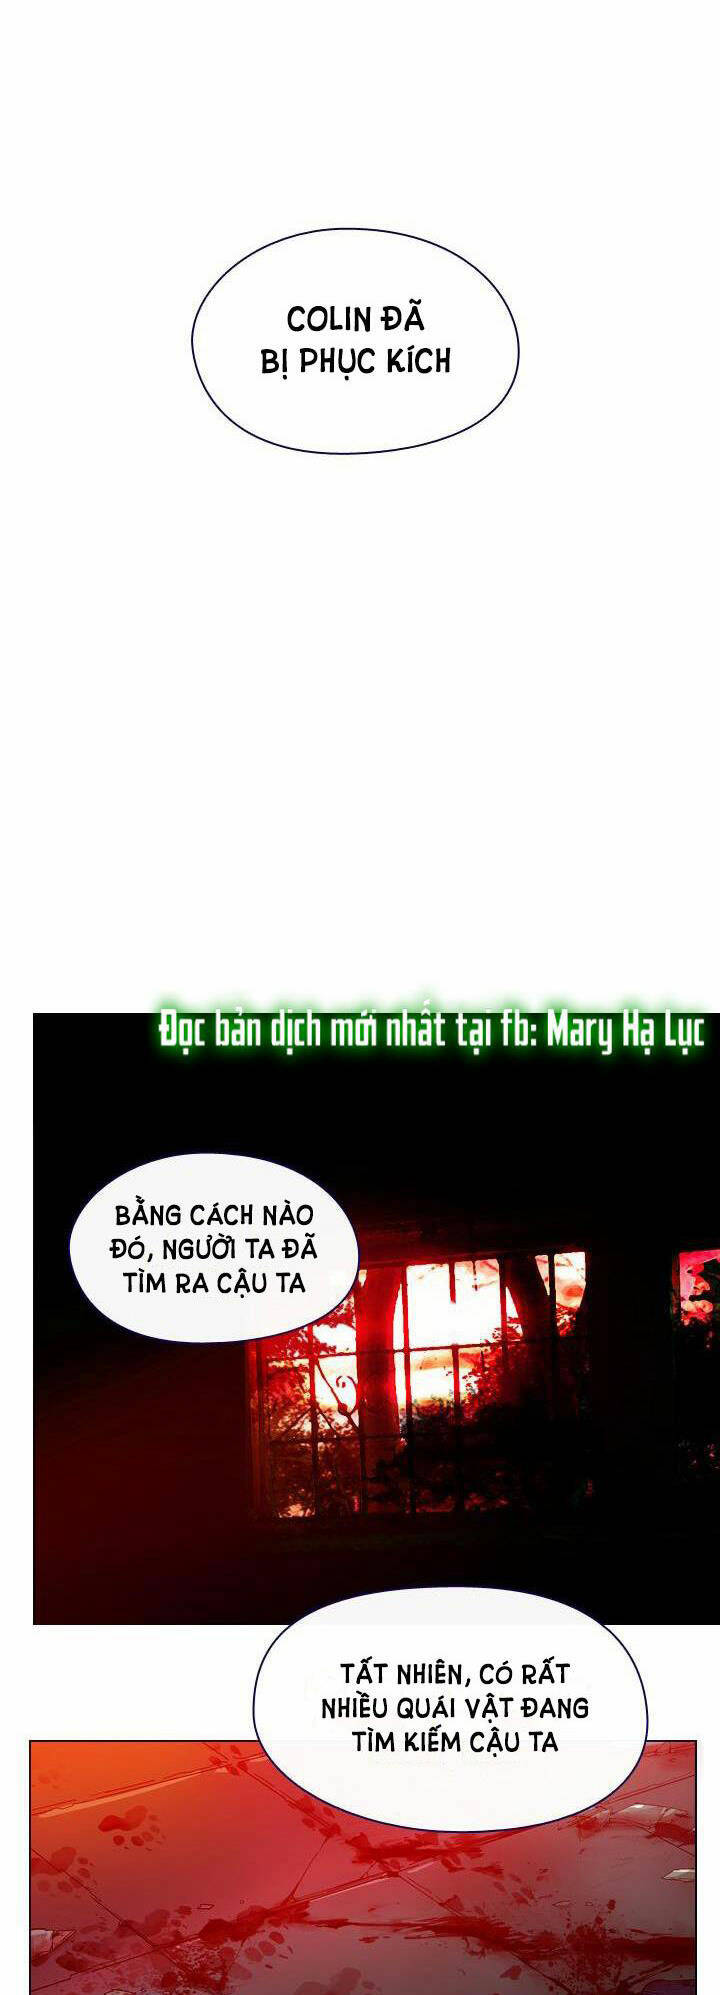 COLIN ĐÃ
BỊ PHỤC KÍCH
Đọc bản dịch mới nhất tại fb: Mary Hạ Lục
BẰNG CÁCH NÀO
ĐÓ, NGƯỜI TA ĐÃ
TÌM RA CẬU TA
TẤT NHIÊN, CÓ RẤT
NHIỀU QUÁI VẬT ĐANG
TÌM KIẾM CẬU TA